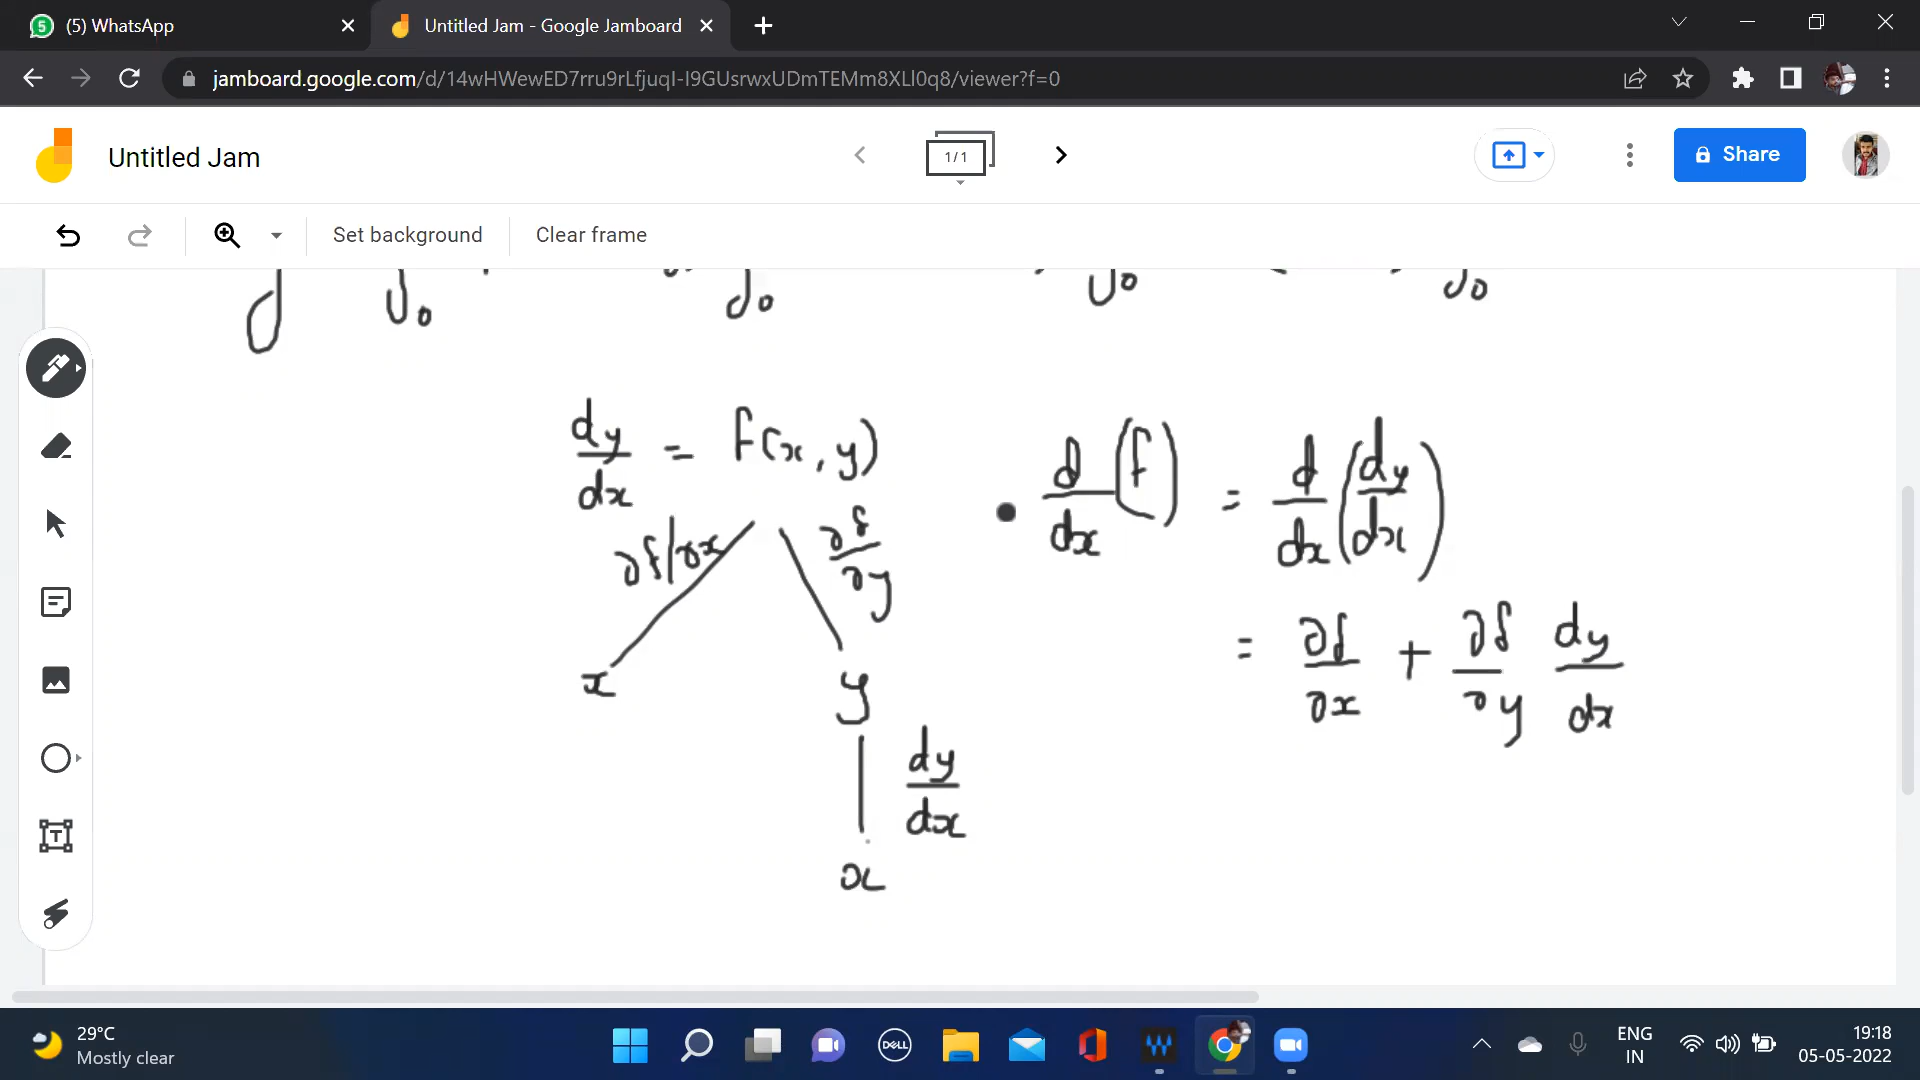 (5) WhatsApp
Untitled Jam - Google Jamboard
jamboard.google.com/d/14wHWewED7rru9rLfjuqI-I9GUsrwxUDmTEMm8XLl0q8/viewer?f=0
Untitled Jam
1/1
Share
Set background
Clear frame
dy/dx = f(x, y)
d/dx (f) = d/dx (dy/dx)
∂f/∂x
∂f/∂y
= ∂f/∂x + ∂f/∂y dy/dx
x
y
dy/dx
x
29°C
Mostly clear
DELL
ENG
IN
19:18
05-05-2022